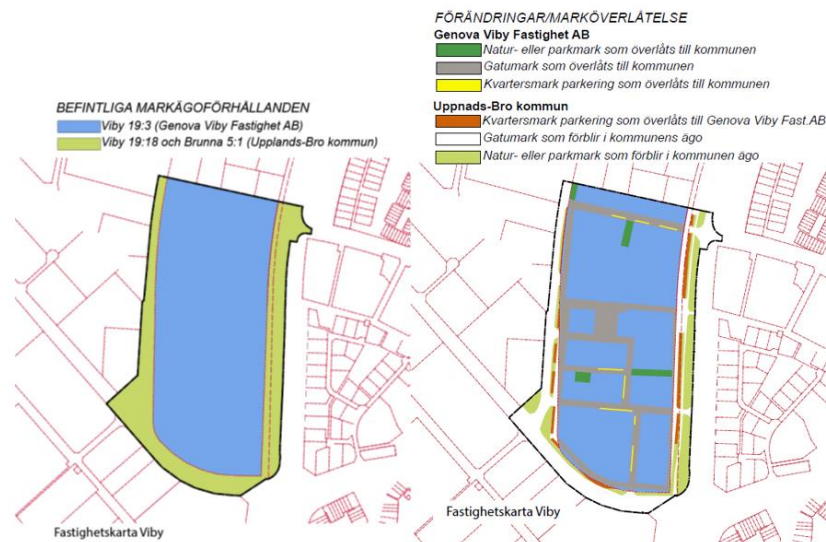 BEFINTLIGA MARKÄGOFÖRHÅLLANDEN
Viby 19:3 (Genova Viby Fastighet AB)
Viby 19:18 och Brunna 5:1 (Upplands-Bro kommun)
Fastighetskarta Viby
FÖRÄNDRINGAR/MARKÖVERLÅTELSE
Genova Viby Fastighet AB
Natur- eller parkmark som överlåts till kommunen
Gatumark som överlåts till kommunen
Kvartersmark parkering som överlåts till kommunen
Uppnads-Bro kommun
Kvartersmark parkering som överlåts till Genova Viby Fast.AB
Gatumark som förblir i kommunens ägo
Natur- eller parkmark som förblir i kommunen ägo
Fastighetskarta Viby